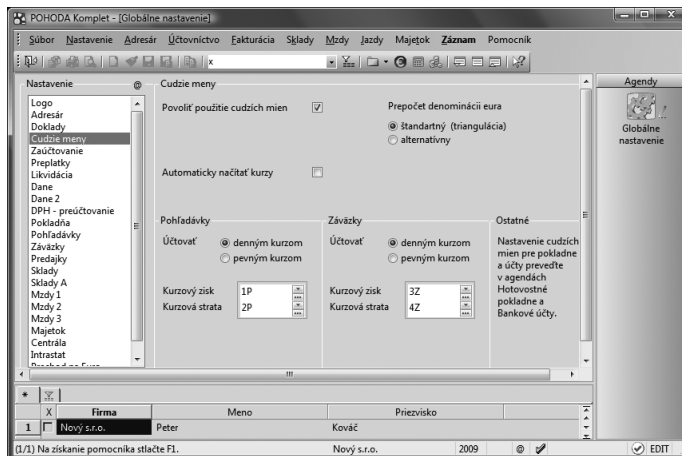 POHODA Komplet - [Globálne nastavenie]
Súbor Nastavenie Adresár Účtovníctvo Fakturácia Sklady Mzdy Jazdy Majetok Záznam Pomocník
x
Nastavenie @
Logo
Adresár
Doklady
Cudzie meny
Zaúčtovanie
Preplatky
Likvidácia
Dane
Dane 2
DPH - preúčtovanie
Pokladňa
Pohľadávky
Záväzky
Predajky
Sklady
Sklady A
Mzdy 1
Mzdy 2
Mzdy 3
Majetok
Centrála
Intrastat
Cudzie meny
Povoliť použitie cudzích mien
Prepočet denominácii eura
štandartný (triangulácia)
alternatívny
Automaticky načítať kurzy
Pohľadávky
Účtovať denným kurzom
pevným kurzom
Kurzový zisk 1P
Kurzová strata 2P
Záväzky
Účtovať denným kurzom
pevným kurzom
Kurzový zisk 3Z
Kurzová strata 4Z
Ostatné
Nastavenie cudzích
mien pre pokladne
a účty preveďte
v agendách
Hotovostné
pokladne a
Bankové účty.
Agendy
Globálne
nastavenie
*
X Firma Meno Priezvisko
1 Nový s.r.o. Peter Kováč
(1/1) Na získanie pomocníka stlačte F1. Nový s.r.o. 2009 @ EDIT